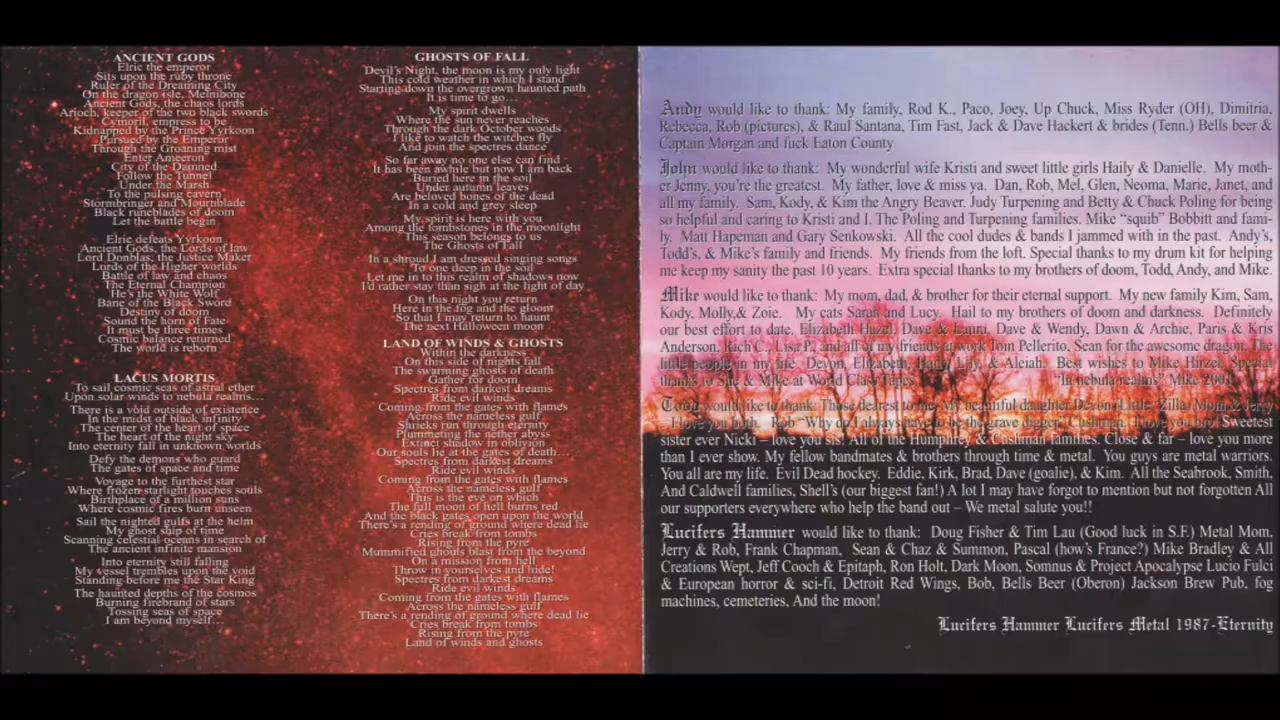 ANCIENT GODS
Elric the emperor
Sits upon the ruby throne
Ruler of the Dreaming City
On the dragon isle, Melnibone
Ancient Gods, the chaos lords
Arioch, keeper of the two black swords
Cymoril, empress to be
Kidnapped by the Prince Yyrkoon
Pursued by the Emperor
Through the Groaning mist
Enter Ameeron
City of the Damned
Follow the Tunnel
Under the Marsh
To the pulsing cavern
Stormbringer and Mournblade
Black runeblades of doom
Let the battle begin
Elric defeats Yyrkoon
Ancient Gods, the Lords of law
Lord Donblas, the Justice Maker
Lords of the Higher worlds
Battle of law and chaos
The Eternal Champion
He's the White Wolf
Bane of the Black Sword
Destiny of doom
Sound the horn of Fate
It must be three times
Cosmic balance returned
The world is reborn
LACUS MORTIS
To sail cosmic seas of astral ether
Upon solar winds to nebula realms...
There is a void outside of existence
In the midst of black infinity
The center of the heart of space
The heart of the night sky
Into eternity fall in unknown worlds
Defy the demons who guard
The gates of space and time
Voyage to the furthest star
Where frozen starlight touches souls
Birthplace of a million suns
Where cosmic fires burn unseen
Sail the nighted gulfs at the helm
My ghost ship of time
Scanning celestial oceans in search of
The ancient infinite mansion
Into eternity still falling
My vessel trembles upon the void
Standing before me the Star King
The haunted depths of the cosmos
Burning firebrand of stars
Tossing seas of space
I am beyond myself...
GHOSTS OF FALL
Devil's Night, the moon is my only light
This cold weather in which I stand
Starting down the overgrown haunted path
It is time to go...
My spirit dwells
Where the sun never reaches
Through the dark October woods
I like to watch the witches fly
And join the spectres dance
So far away no one else can find
It has been awhile but now I am back
Buried here in the soil
Under autumn leaves
Are beloved bones of the dead
In a cold and grey sleep
My spirit is here with you
Among the tombstones in the moonlight
This season belongs to us
The Ghosts of Fall
In a shroud I am dressed singing songs
To one deep in the soil
Let me in to this realm of shadows now
I'd rather stay than sigh at the light of day
On this night you return
Here in the fog and the gloom
So that I may return to haunt
The next Halloween moon
LAND OF WINDS & GHOSTS
Within the darkness
On this side of nights fall
The swarming ghosts of death
Gather for doom
Spectres from darkest dreams
Ride evil winds
Coming from the gates with flames
Across the nameless gulf
Shrieks run through eternity
Plummeting the nether abyss
Extinct shadow in oblivion
Our souls lie at the gates of death...
Spectres from darkest dreams
Ride evil winds
Coming from the gates with flames
Across the nameless gulf
This is the eve on which
The full moon of hell burns red
And the black gates open upon the world
There's a rending of ground where dead lie
Cries break from tombs
Rising from the pyre
Mummified ghouls blast from the beyond
On a mission from hell
Throw in yourselves and hide!
Spectres from darkest dreams
Ride evil winds
Coming from the gates with flames
Across the nameless gulf
There's a rending of ground where dead lie
Cries break from tombs
Rising from the pyre
Land of winds and ghosts
Andy would like to thank: My family, Rod K., Paco, Joey, Up Chuck, Miss Ryder (OH), Dimitria,
Rebecca, Rob (pictures), & Raul Santana, Tim Fast, Jack & Dave Hackert & brides (Tenn.) Bells beer &
Captain Morgan and fuck Eaton County
John would like to thank: My wonderful wife Kristi and sweet little girls Haily & Danielle. My moth-
er Jenny, you're the greatest. My father, love & miss ya. Dan, Rob, Mel, Glen, Neoma, Marie, Janet, and
all my family. Sam, Kody, & Kim the Angry Beaver. Judy Turpening and Betty & Chuck Poling for being
so helpful and caring to Kristi and I. The Poling and Turpening families. Mike "squib" Bobbitt and fami-
ly. Matt Hapeman and Gary Senkowski. All the cool dudes & bands I jammed with in the past. Andy's,
Todd's, & Mike's family and friends. My friends from the loft. Special thanks to my drum kit for helping
me keep my sanity the past 10 years. Extra special thanks to my brothers of doom, Todd, Andy, and Mike.
Mike would like to thank: My mom, dad, & brother for their eternal support. My new family Kim, Sam,
Kody, Molly,& Zoie. My cats Sarah and Lucy. Hail to my brothers of doom and darkness. Definitely
our best effort to date. Elizabeth Hazel, Dave & Laura, Dave & Wendy, Dawn & Archie, Paris & Kris
Anderson, Rich C., Lisa P., and all of my friends at work Tom Pellerito, Sean for the awesome dragon. The
little people in my life Devon, Elizabeth, Haily, Lily, & Aleiah. Best wishes to Mike Hirzel. Special
thanks to Sue & Mike at World Class Tapes. "In nebula realms" Mike 2001
Todd would like to thank: Those dearest to me. My beautiful daughter Devon (Little Zilla) Mom & Jerry
I love you both. Rob "Why do I always have to be the grave digger" Cushman I love you bro! Sweetest
sister ever Nicki – love you sis! All of the Humphrey & Cushman families. Close & far – love you more
than I ever show. My fellow bandmates & brothers through time & metal. You guys are metal warriors.
You all are my life. Evil Dead hockey. Eddie, Kirk, Brad, Dave (goalie), & Kim. All the Seabrook, Smith,
And Caldwell families, Shell's (our biggest fan!) A lot I may have forgot to mention but not forgotten All
our supporters everywhere who help the band out – We metal salute you!!
Lucifers Hammer would like to thank: Doug Fisher & Tim Lau (Good luck in S.F.) Metal Mom,
Jerry & Rob, Frank Chapman, Sean & Chaz & Summon, Pascal (how's France?) Mike Bradley & All
Creations Wept, Jeff Cooch & Epitaph, Ron Holt, Dark Moon, Somnus & Project Apocalypse Lucio Fulci
& European horror & sci-fi, Detroit Red Wings, Bob, Bells Beer (Oberon) Jackson Brew Pub, fog
machines, cemeteries, And the moon!
Lucifers Hammer Lucifers Metal 1987-Eternity